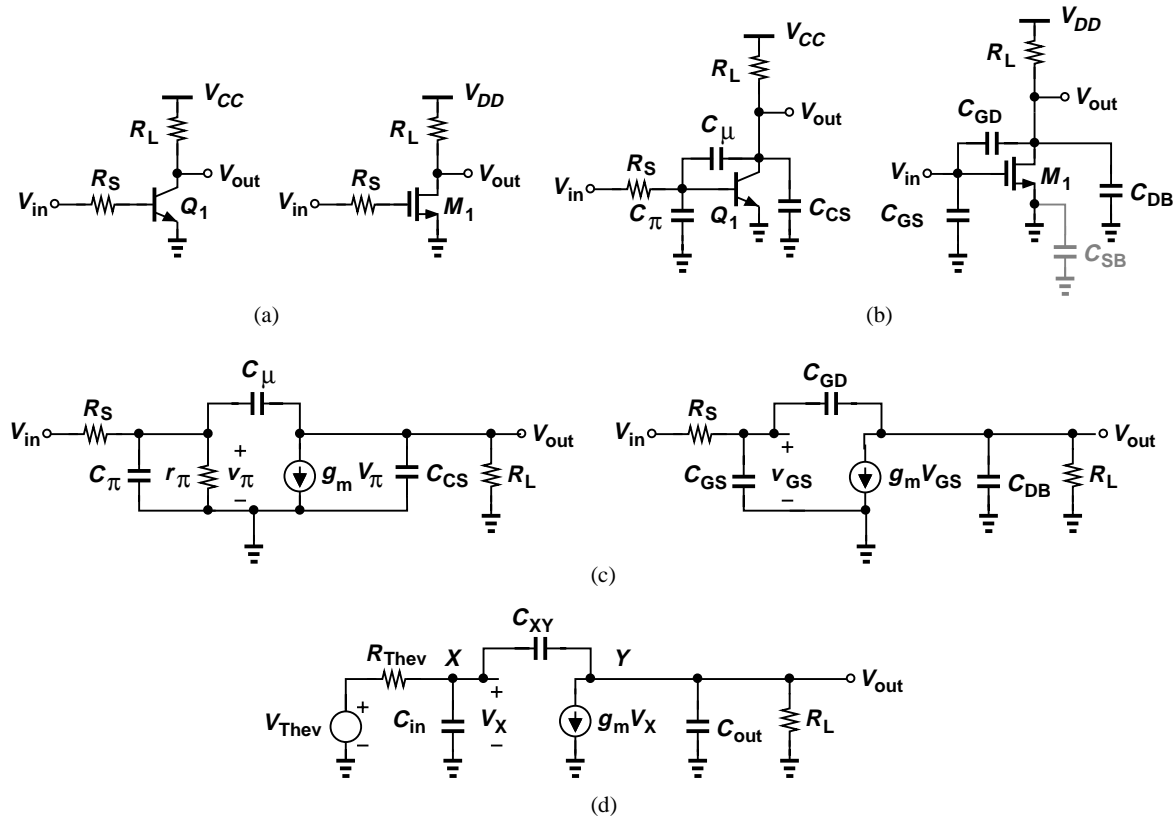 V_CC
R_L
V_out
R_S
V_in
Q_1
V_DD
R_L
V_out
R_S
V_in
M_1
(a)
V_CC
R_L
V_out
C_μ
R_S
V_in
C_π
Q_1
C_CS
V_DD
R_L
V_out
C_GD
V_in
M_1
C_GS
C_DB
C_SB
(b)
C_μ
R_S
V_in
V_out
C_π
r_π
+
v_π
−
g_m V_π
C_CS
R_L
C_GD
R_S
V_in
V_out
C_GS
+
v_GS
−
g_m V_GS
C_DB
R_L
(c)
C_XY
R_Thev
X
Y
V_out
V_Thev
+
−
C_in
+
V_X
−
g_m V_X
C_out
R_L
(d)